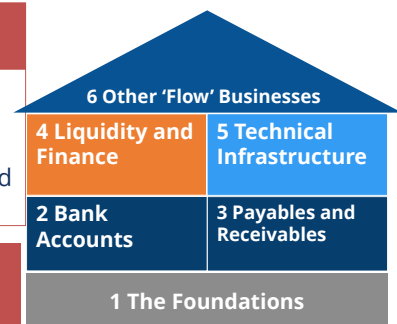 6 Other ‘Flow’ Businesses
4 Liquidity and
Finance
5 Technical
Infrastructure
2 Bank
Accounts
3 Payables and
Receivables
1 The Foundations